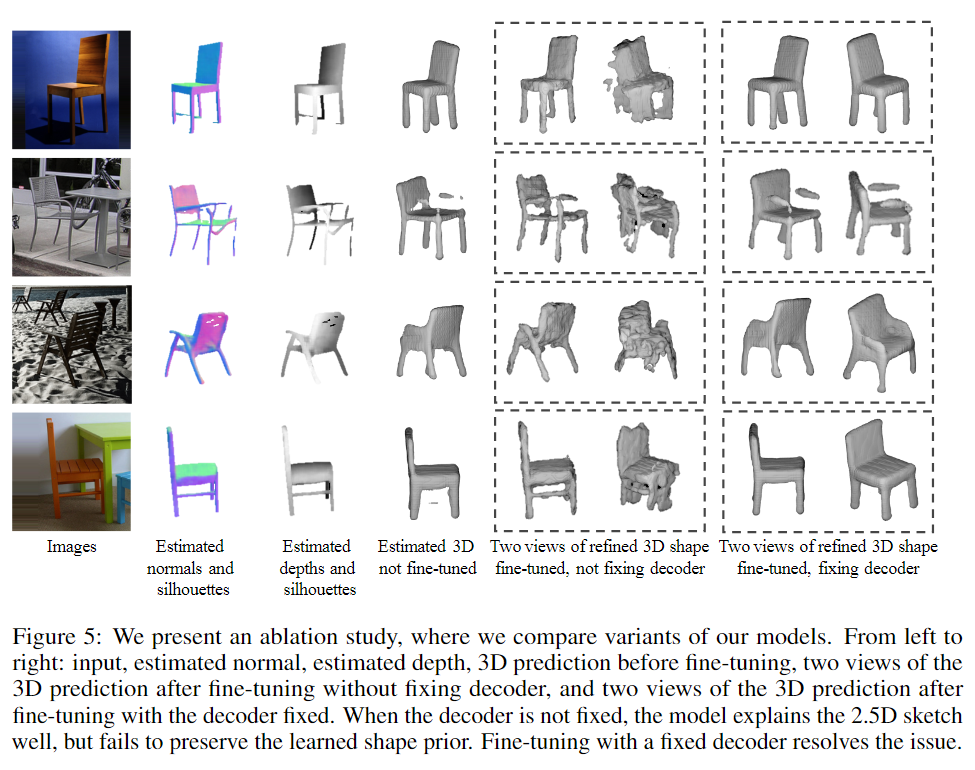 Images
Estimated
normals and
silhouettes
Estimated
depths and
silhouettes
Estimated 3D
not fine-tuned
Two views of refined 3D shape
fine-tuned, not fixing decoder
Two views of refined 3D shape
fine-tuned, fixing decoder
Figure 5: We present an ablation study, where we compare variants of our models. From left to
right: input, estimated normal, estimated depth, 3D prediction before fine-tuning, two views of the
3D prediction after fine-tuning without fixing decoder, and two views of the 3D prediction after
fine-tuning with the decoder fixed. When the decoder is not fixed, the model explains the 2.5D sketch
well, but fails to preserve the learned shape prior. Fine-tuning with a fixed decoder resolves the issue.